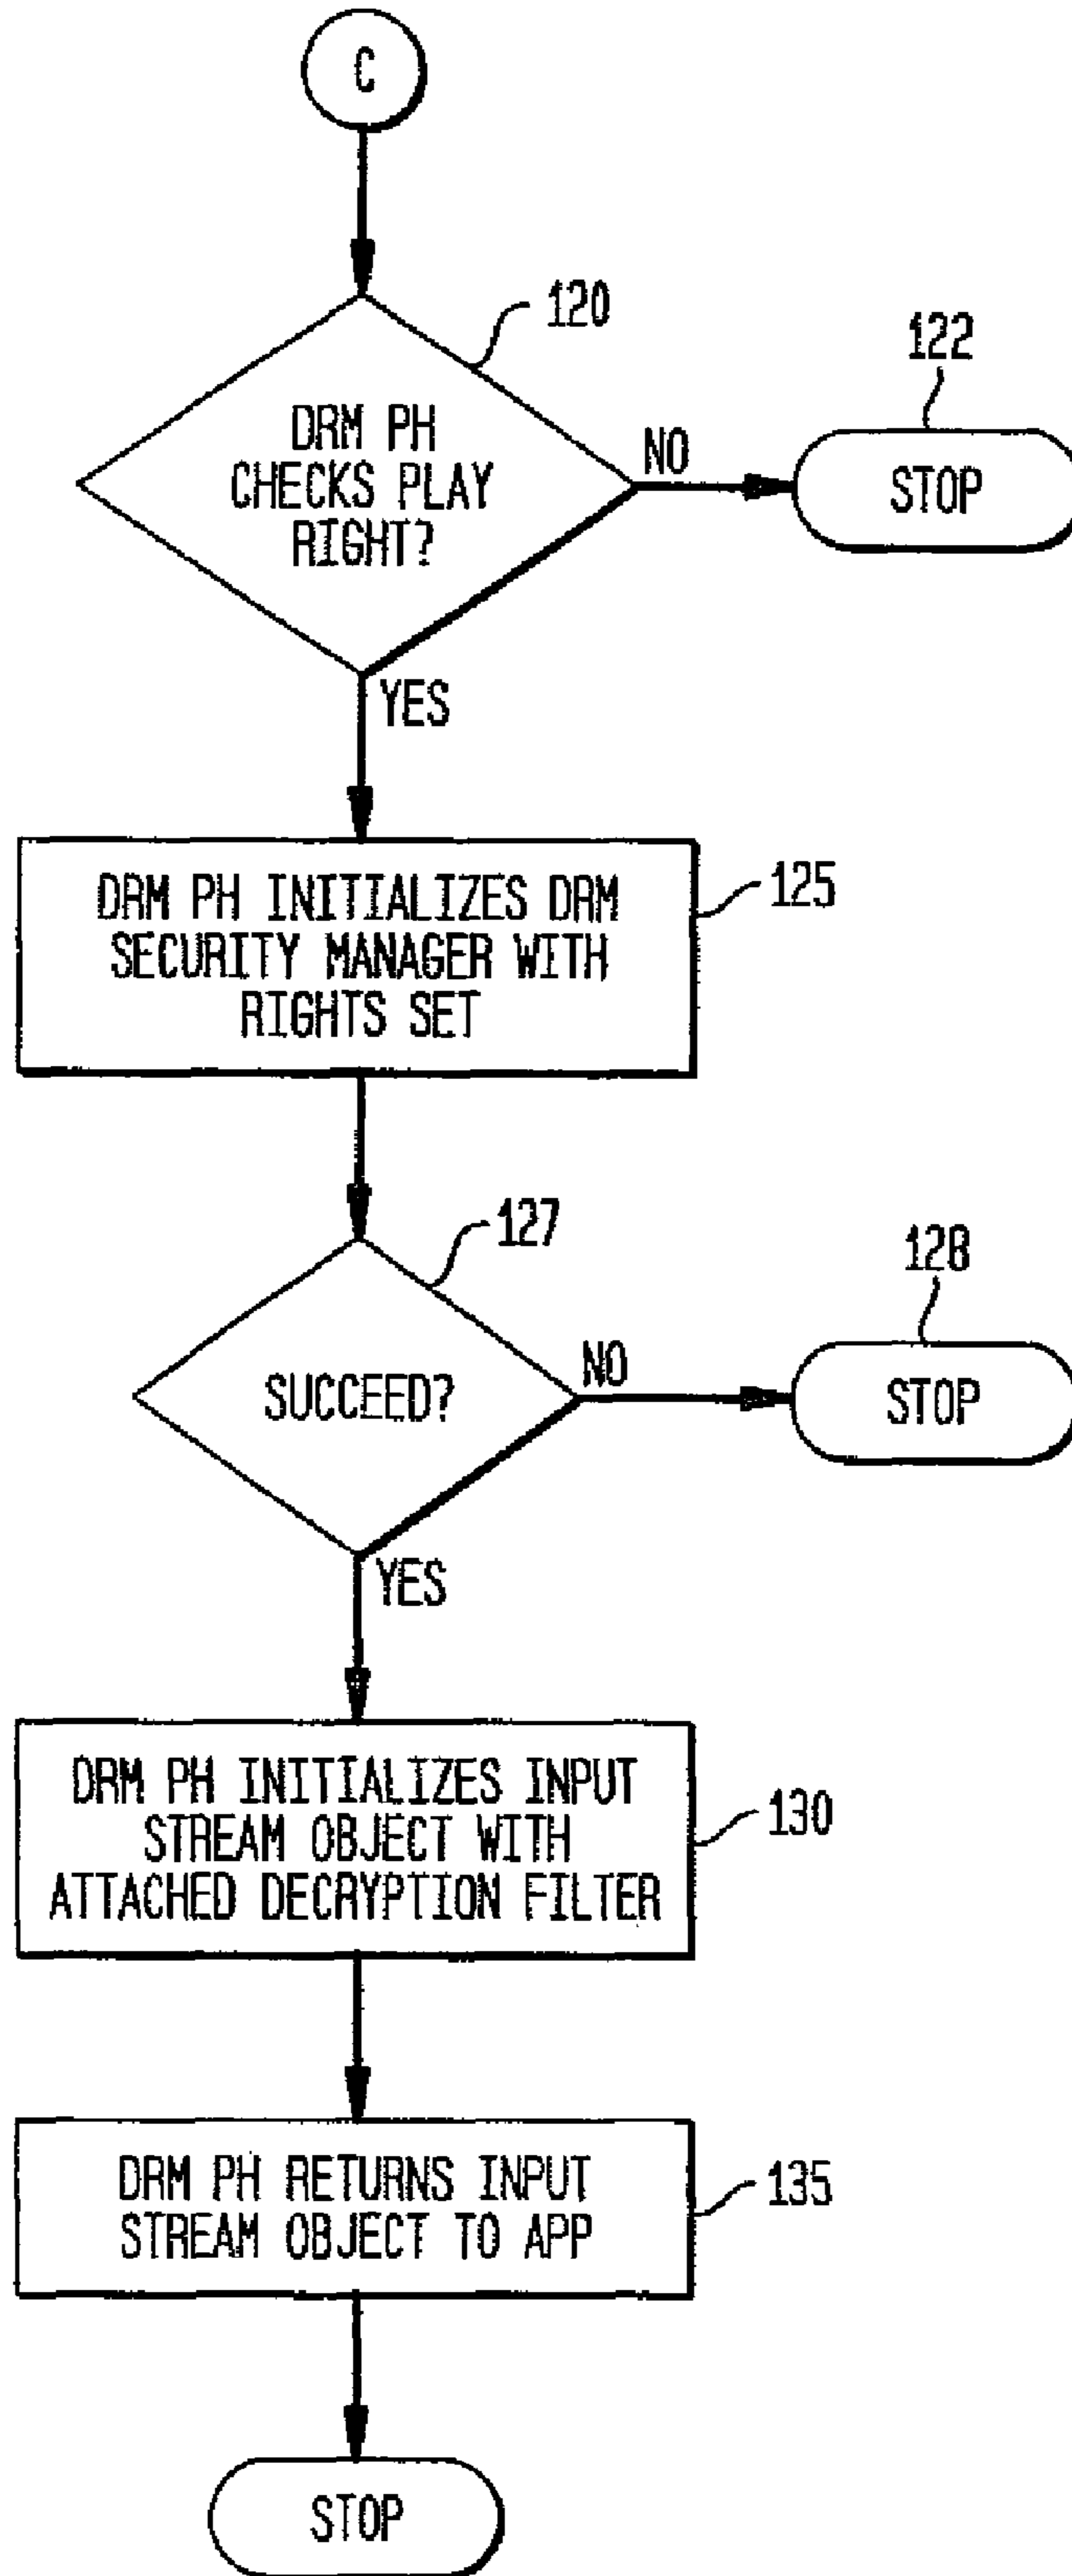 C
120
DRM PH
CHECKS PLAY
RIGHT?
NO
122
STOP
YES
DRM PH INITIALIZES DRM
SECURITY MANAGER WITH
RIGHTS SET
125
127
SUCCEED?
NO
128
STOP
YES
DRM PH INITIALIZES INPUT
STREAM OBJECT WITH
ATTACHED DECRYPTION FILTER
130
DRM PH RETURNS INPUT
STREAM OBJECT TO APP
135
STOP